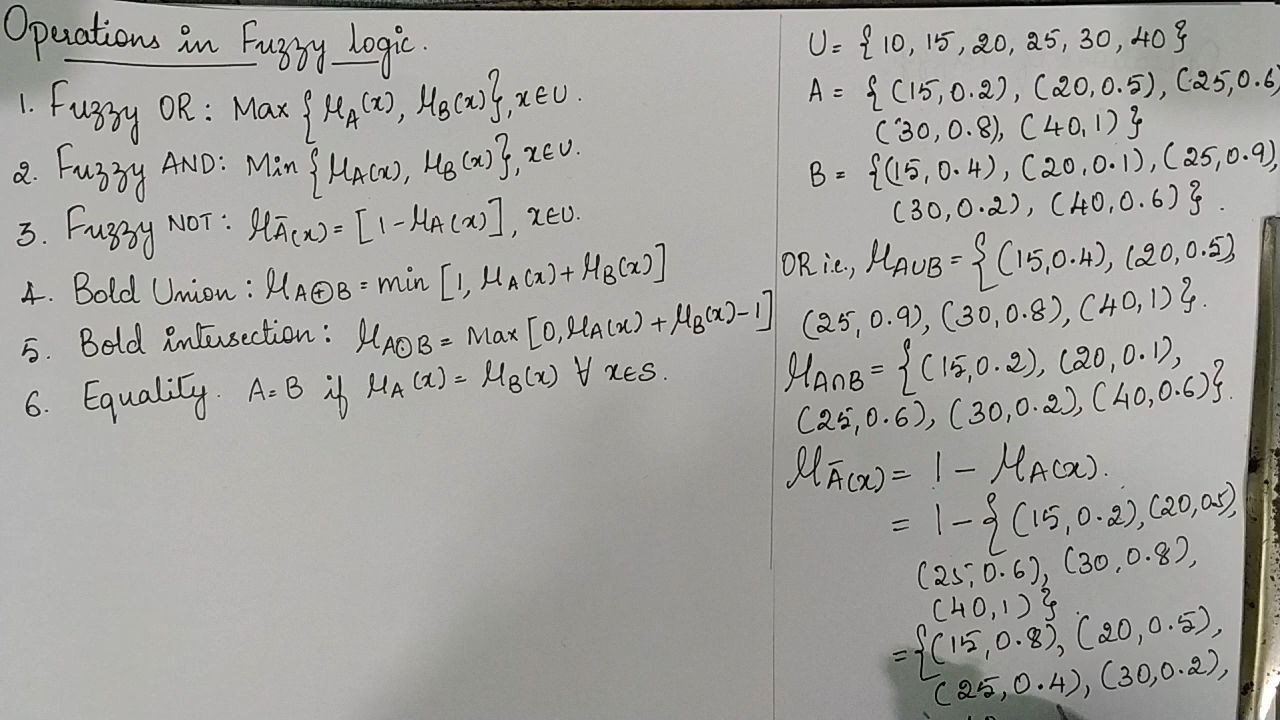 Operations in Fuzzy logic.
1. Fuzzy OR : Max { μA(x), μB(x)}, x∈U.
2. Fuzzy AND: Min { μA(x), μB(x)}, x∈U.
3. Fuzzy NOT : μĀ(x) = [1-μA(x)], x∈U.
4. Bold Union : μA⊕B = min [1, μA(x) + μB(x)]
5. Bold intersection : μA⊙B = Max [0, μA(x) + μB(x) - 1]
6. Equality. A=B if μA(x) = μB(x) ∀ x∈S.
U = { 10, 15, 20, 25, 30, 40 }
A = { (15, 0.2), (20, 0.5), (25, 0.6)
(30, 0.8), (40, 1) }
B = {(15, 0.4), (20, 0.1), (25, 0.9),
(30, 0.2), (40, 0.6) } .
OR i.e., μA∪B = { (15, 0.4), (20, 0.5),
(25, 0.9), (30, 0.8), (40, 1) }.
μA∩B = { (15, 0.2), (20, 0.1),
(25, 0.6), (30, 0.2), (40, 0.6) }.
μĀ(x) = 1 - μA(x).
= 1 - { (15, 0.2), (20, 0.5),
(25, 0.6), (30, 0.8),
(40, 1) } .
= {(15, 0.8), (20, 0.5),
(25, 0.4), (30, 0.2),